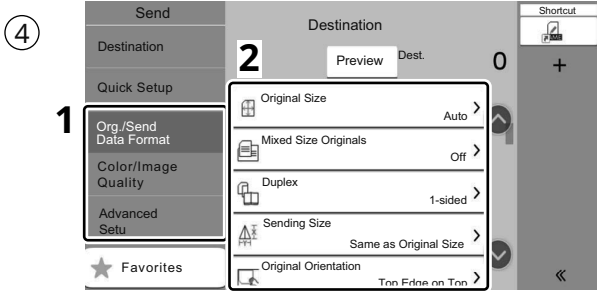 ④
Send
Destination
Quick Setup
1
Org./Send
Data Format
Color/Image
Quality
Advanced
Setu
Favorites
Destination
2
Preview
Dest.
0
Original Size
Auto
Mixed Size Originals
Off
Duplex
1-sided
Sending Size
Same as Original Size
Original Orientation
Top Edge on Top
Shortcut
+
«